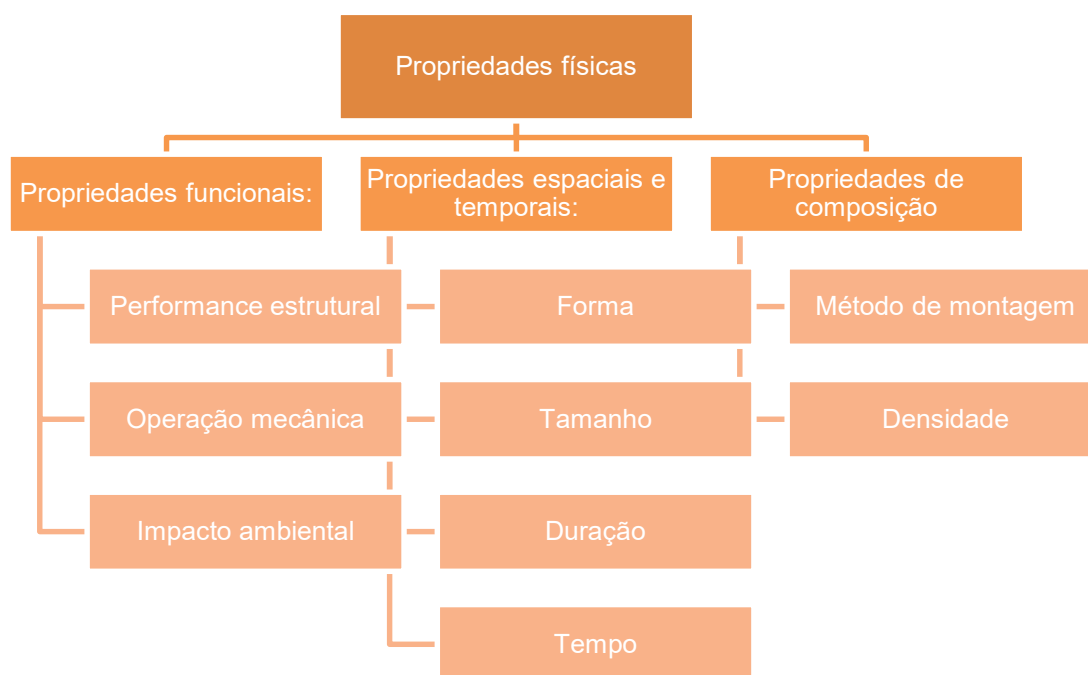 Propriedades físicas
Propriedades funcionais:
Propriedades espaciais e
temporais:
Propriedades de
composição
Performance estrutural
Forma
Método de montagem
Operação mecânica
Tamanho
Densidade
Impacto ambiental
Duração
Tempo